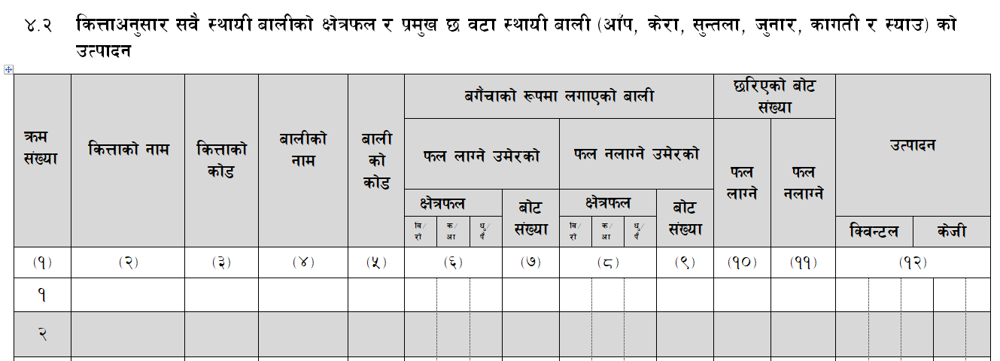 ४.२ कित्ताअनुसार सवै स्थायी बालीको क्षेत्रफल र प्रमुख छ वटा स्थायी बाली (आँप, केरा, सुन्तला, जुनार, कागती र स्याउ) को
उत्पादन
क्रम
संख्या
कित्ताको नाम
कित्ताको
कोड
बालीको
नाम
बाली
को
कोड
बगैंचाको रूपमा लगाएको बाली
फल लाग्ने उमेरको
क्षेत्रफल
बि/
रो
क/
आ
धु/
पै
बोट
संख्या
फल नलाग्ने उमेरको
क्षेत्रफल
बि/
रो
क/
आ
धु/
पै
बोट
संख्या
छरिएको बोट
संख्या
फल
लाग्ने
फल
नलाग्ने
उत्पादन
क्विन्टल
केजी
(१) (२) (३) (४) (५) (६) (७) (८) (९) (१०) (११) (१२)
१
२